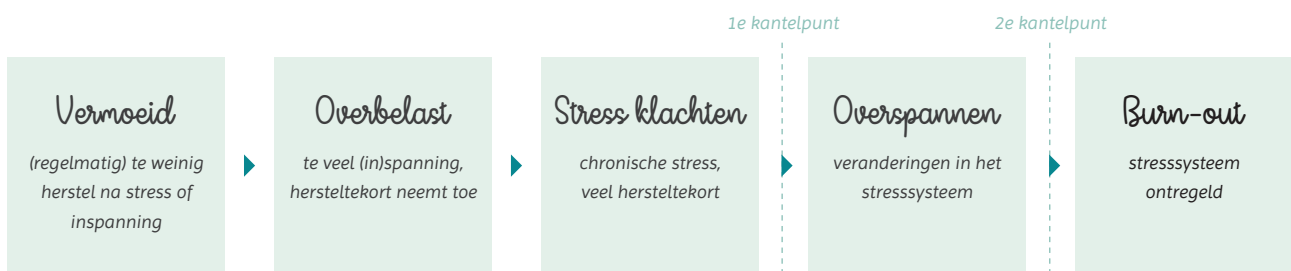 1e kantelpunt
2e kantelpunt
Vermoeid
(regelmatig) te weinig
herstel na stress of
inspanning
Overbelast
te veel (in)spanning,
hersteltekort neemt toe
Stress klachten
chronische stress,
veel hersteltekort
Overspannen
veranderingen in het
stresssysteem
Burn-out
stresssysteem
ontregeld